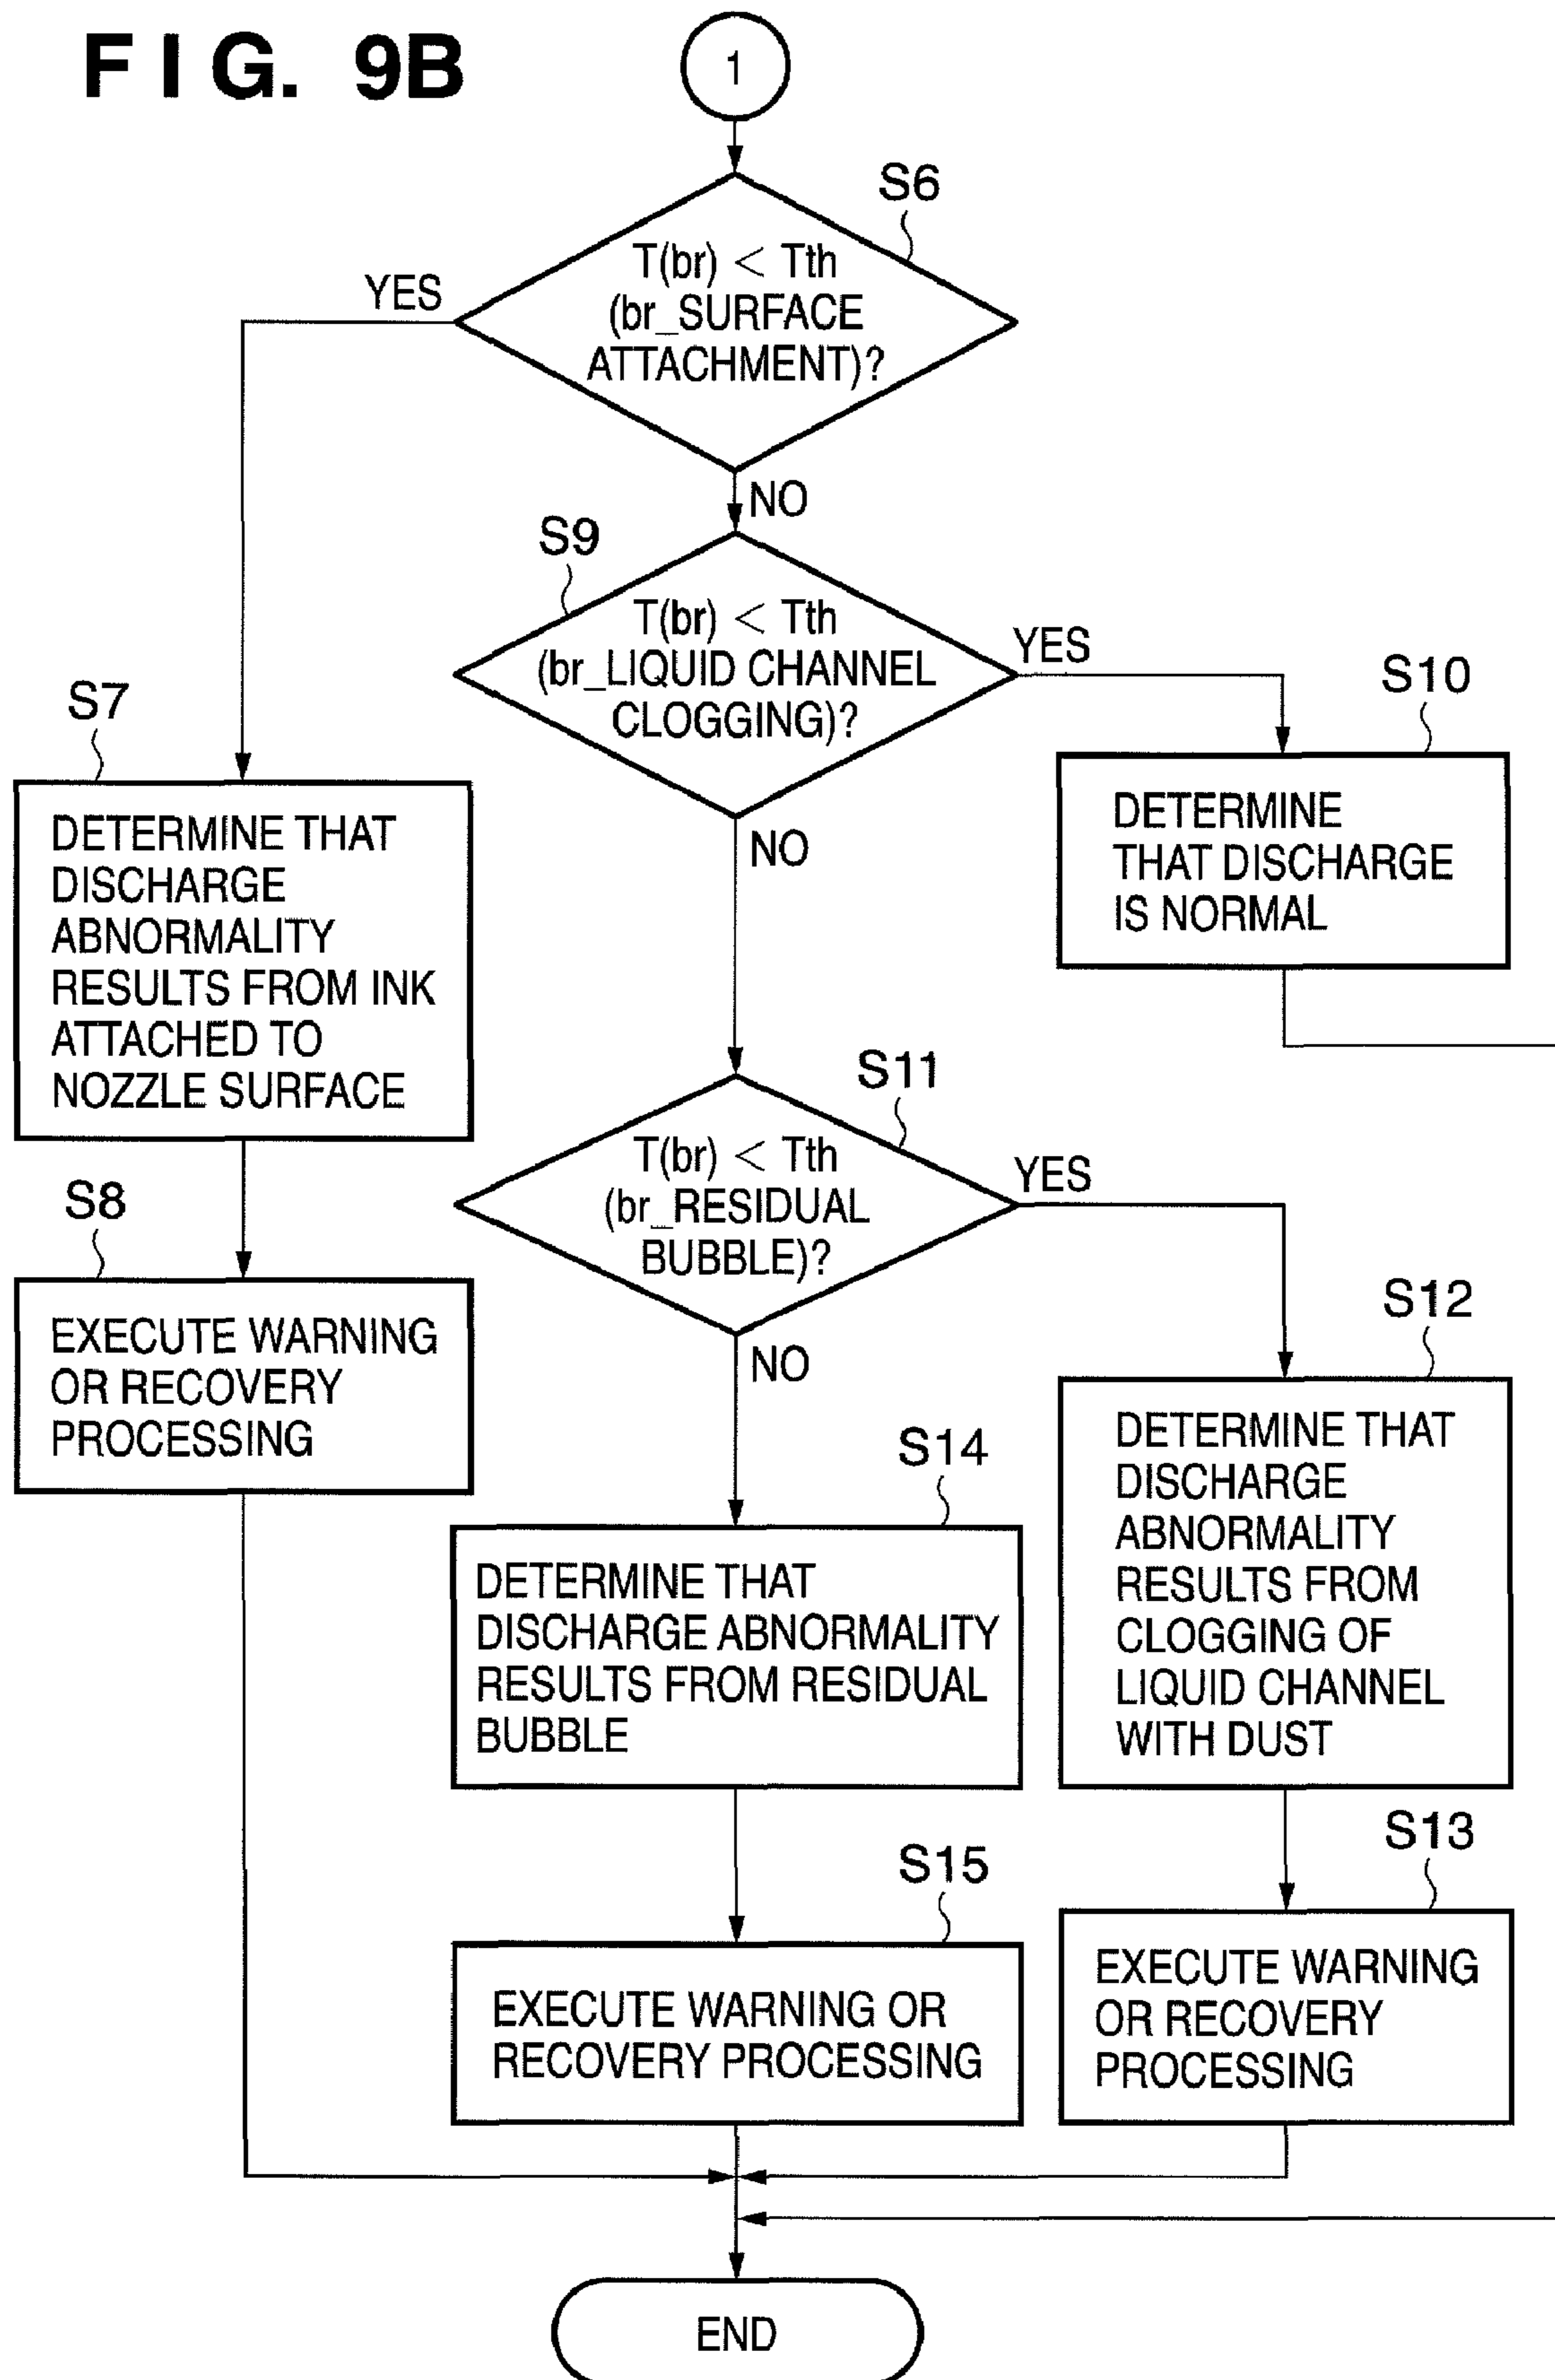 FIG. 9B
1
S6
T(br) < Tth
(br_SURFACE
ATTACHMENT)?
YES
NO
S9
T(br) < Tth
(br_LIQUID CHANNEL
CLOGGING)?
YES
NO
S7
DETERMINE THAT
DISCHARGE
ABNORMALITY
RESULTS FROM INK
ATTACHED TO
NOZZLE SURFACE
S10
DETERMINE
THAT DISCHARGE
IS NORMAL
S8
EXECUTE WARNING
OR RECOVERY
PROCESSING
S11
T(br) < Tth
(br_RESIDUAL
BUBBLE)?
YES
NO
S12
DETERMINE THAT
DISCHARGE
ABNORMALITY
RESULTS FROM
CLOGGING OF
LIQUID CHANNEL
WITH DUST
S14
DETERMINE THAT
DISCHARGE ABNORMALITY
RESULTS FROM RESIDUAL
BUBBLE
S13
EXECUTE WARNING
OR RECOVERY
PROCESSING
S15
EXECUTE WARNING OR
RECOVERY PROCESSING
END